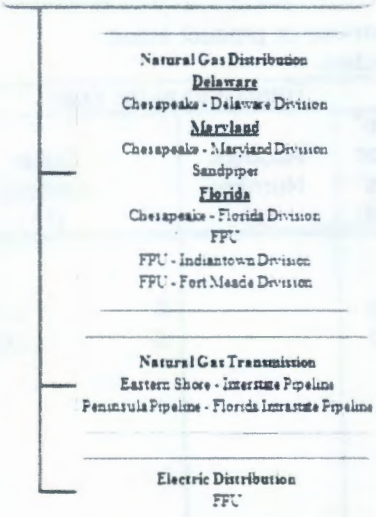 Natural Gas Distribution
Delaware
Chesapeake - Delaware Division
Maryland
Chesapeake - Maryland Division
Sandpiper
Florida
Chesapeake - Florida Division
FPU
FPU - Indiantown Division
FPU - Fort Meade Division
Natural Gas Transmission
Eastern Shore - Interstate Pipeline
Peninsula Pipeline - Florida Intrastate Pipeline
Electric Distribution
FPU